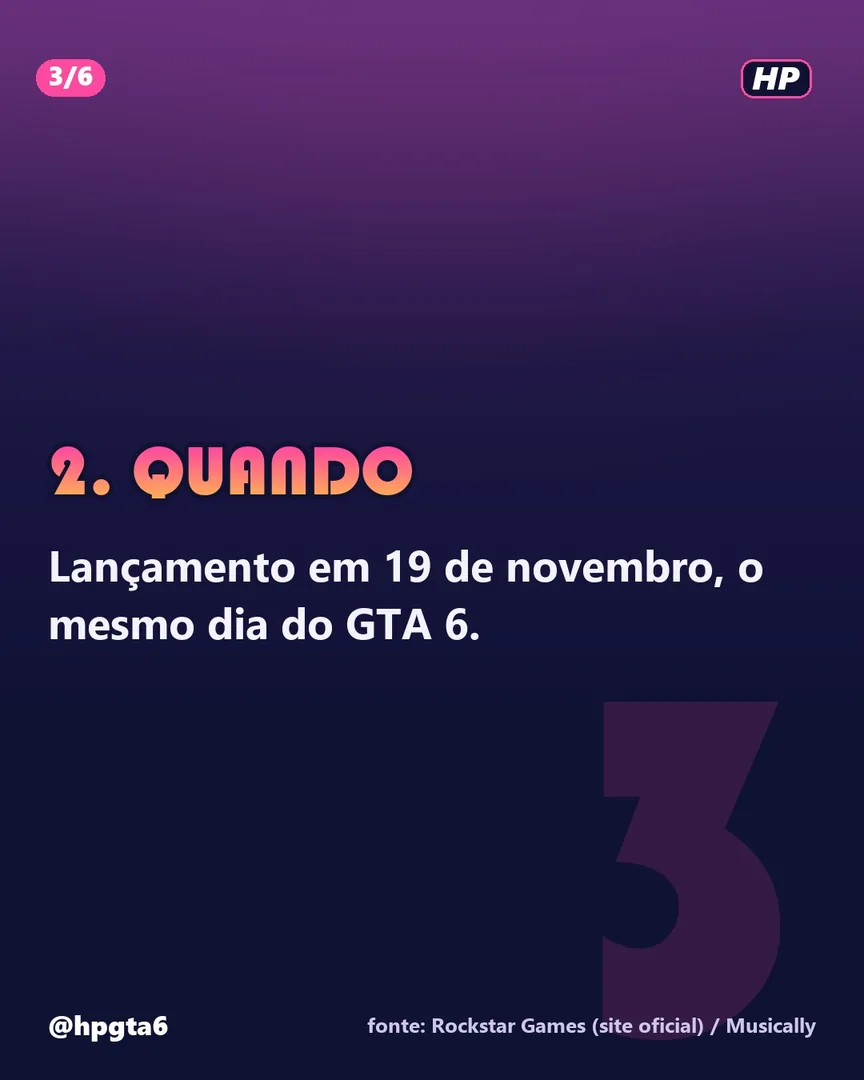 3/6
HP
2. QUANDO
Lançamento em 19 de novembro, o
mesmo dia do GTA 6.
3
@hpgta6
fonte: Rockstar Games (site oficial) / Musically